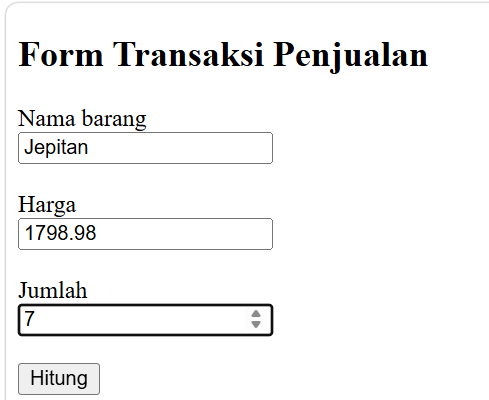 Form Transaksi Penjualan
Nama barang
Jepitan
Harga
1798.98
Jumlah
7
Hitung